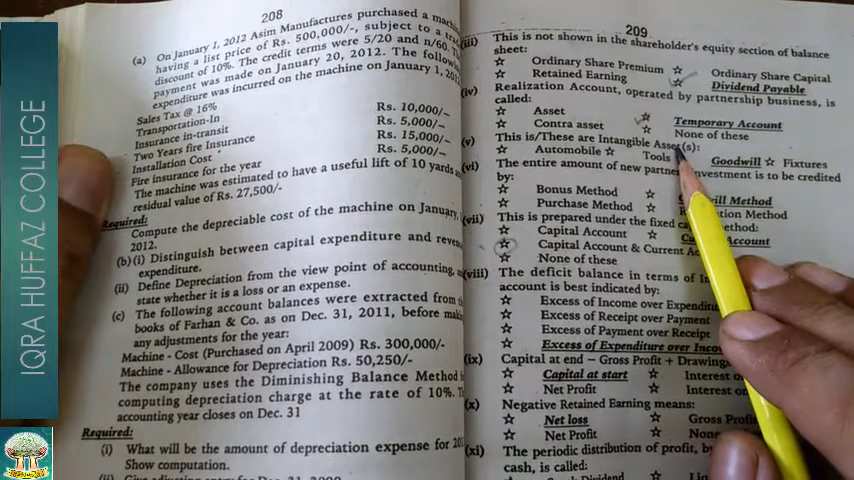 IQRA HUFFAZ COLLEGE
208
(a) On January 1, 2012 Asim Manufactures purchased a
having a list price of Rs. 500,000/-, subject to a
discount of 10%. The credit terms were 5/20 and n/60.
payment was made on January 20, 2012. The
expenditure was incurred on the machine on January 1,
Sales Tax @ 16%
Transportation-In Rs. 10,000/-
Insurance in-transit Rs. 5,000/-
Two Years fire Insurance Rs. 15,000/-
Installation Cost Rs. 5,000/-
Fire insurance for the year
The machine was estimated to have a useful lift of 10 years
residual value of Rs. 27,500/-
Required:
Compute the depreciable cost of the machine on January,
2012.
(b)(i) Distinguish between capital expenditure and
expenditure.
(ii) Define Depreciation from the view point of accounting,
state whether it is a loss or an expense.
(c) The following account balances were extracted from
books of Farhan & Co. as on Dec. 31, 2011, before
any adjustments for the year:
Machine - Cost (Purchased on April 2009) Rs. 300,000/-
Machine - Allowance for Depreciation Rs. 50,250/-
The company uses the Diminishing Balance Method
computing depreciation charge at the rate of 10%.
accounting year closes on Dec. 31
Required:
(i) What will be the amount of depreciation expense for
Show computation.
209
(iii) This is not shown in the shareholder's equity section of balance
sheet:
☆ Ordinary Share Premium ☆ Ordinary Share Capital
☆ Retained Earning ☆ Dividend Payable
(iv) Realization Account, operated by partnership business, is
called:
☆ Asset ☆ Temporary Account
☆ Contra asset ☆ None of these
(v) This is/These are Intangible Asset(s):
☆ Automobile ☆ Tools Goodwill ☆ Fixtures
(vi) The entire amount of new partner investment is to be credited
by:
☆ Bonus Method ☆ Method
☆ Purchase Method ☆ Method
(vii) This is prepared under the fixed method:
☆ Capital Account ☆ Account
☆ Capital Account & Current
☆ None of these
(viii) The deficit balance in terms of
account is best indicated by:
☆ Excess of Income over
☆ Excess of Receipt over Payment
☆ Excess of Payment over Receipt
☆ Excess of Expenditure over
(ix) Capital at end – Gross Profit +
☆ Capital at start ☆ Interest
☆ Net Profit ☆ Interest
(x) Negative Retained Earning means:
☆ Net loss ☆ Gross
☆ Net Profit ☆
(xi) The periodic distribution of profit,
cash, is called: